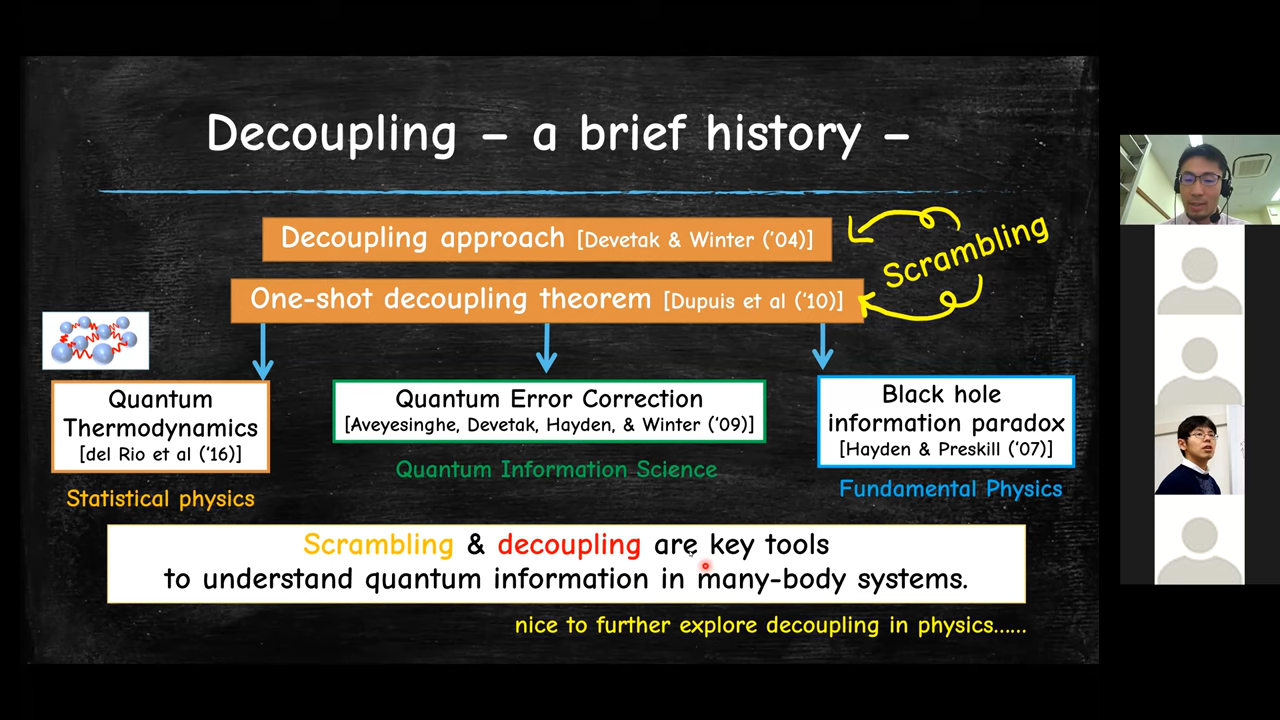 Decoupling – a brief history –
Decoupling approach [Devetak & Winter ('04)]
Scrambling
One-shot decoupling theorem [Dupuis et al ('10)]
Quantum
Thermodynamics
[del Rio et al ('16)]
Statistical physics
Quantum Error Correction
[Aveyesinghe, Devetak, Hayden, & Winter ('09)]
Quantum Information Science
Black hole
information paradox
[Hayden & Preskill ('07)]
Fundamental Physics
Scrambling & decoupling are key tools
to understand quantum information in many-body systems.
nice to further explore decoupling in physics......